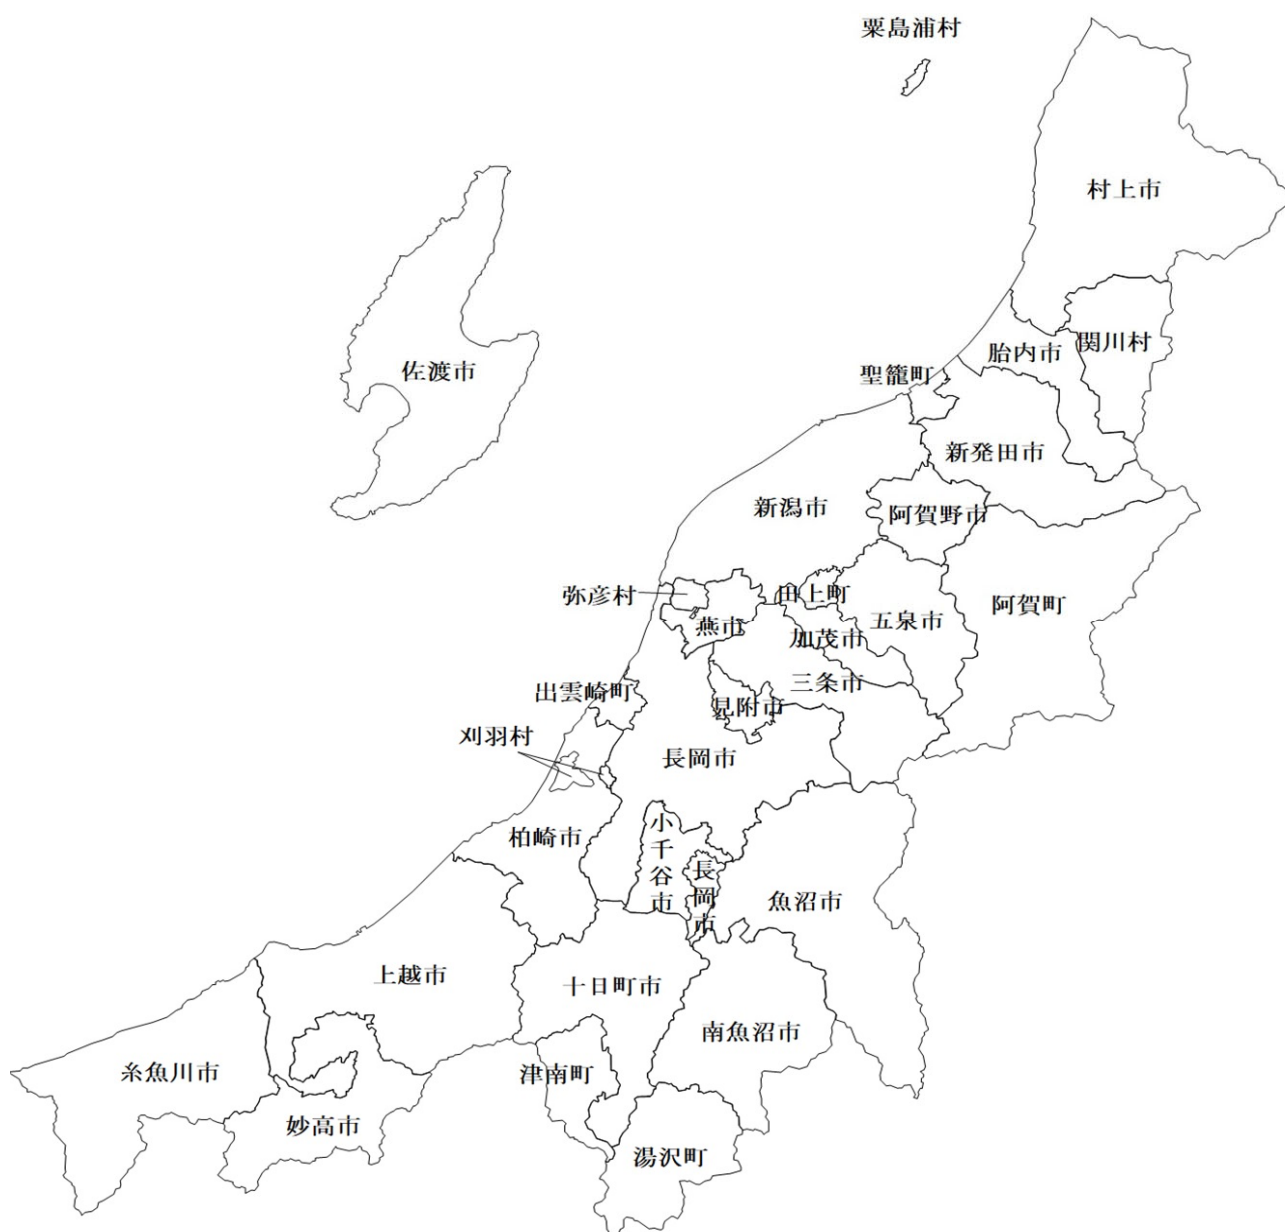 粟島浦村
村上市
関川村
胎内市
佐渡市
聖籠町
新発田市
新潟市
阿賀野市
弥彦村
田上町
阿賀町
燕市
五泉市
加茂市
三条市
出雲崎町
見附市
刈羽村
長岡市
柏崎市
小千谷市
長岡市
魚沼市
上越市
十日町市
南魚沼市
糸魚川市
津南町
妙高市
湯沢町